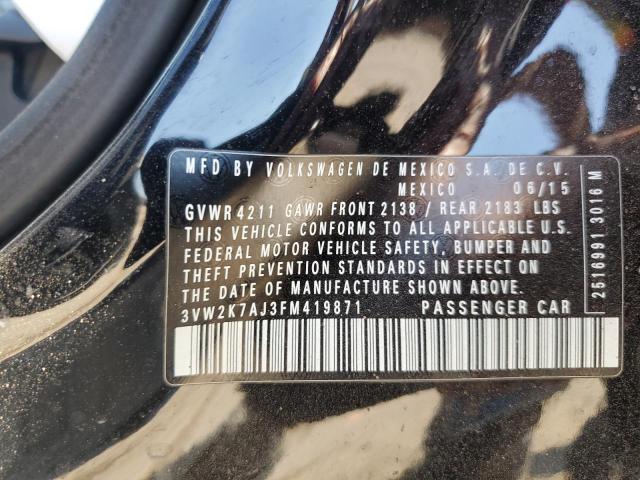 MFD BY VOLKSWAGEN DE MEXICO S.A. DE C.V.
MEXICO 06/15
GVWR 4211 GAWR FRONT 2138 / REAR 2183 LBS
THIS VEHICLE CONFORMS TO ALL APPLICABLE
FEDERAL MOTOR VEHICLE SAFETY, BUMPER AND
THEFT PREVENTION STANDARDS IN EFFECT ON
THE DATE OF MANUFACTURE SHOWN ABOVE.
3VW2K7AJ3FM419871 PASSENGER CAR
25169913016M